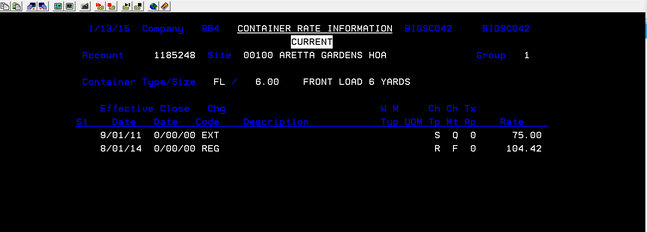 1/13/15 Company 984 CONTAINER RATE INFORMATION BI09C042 BI09C042
CURRENT
Account 1185248 Site 00100 ARETTA GARDENS HOA Group 1
Container Type/Size FL / 6.00 FRONT LOAD 6 YARDS
Effective Close Chg W M Ch Ch Tx
Sl Date Date Code Description Typ UOM Tp Mt Ap Rate
9/01/11 0/00/00 EXT S Q 0 75.00
8/01/14 0/00/00 REG R F 0 104.42